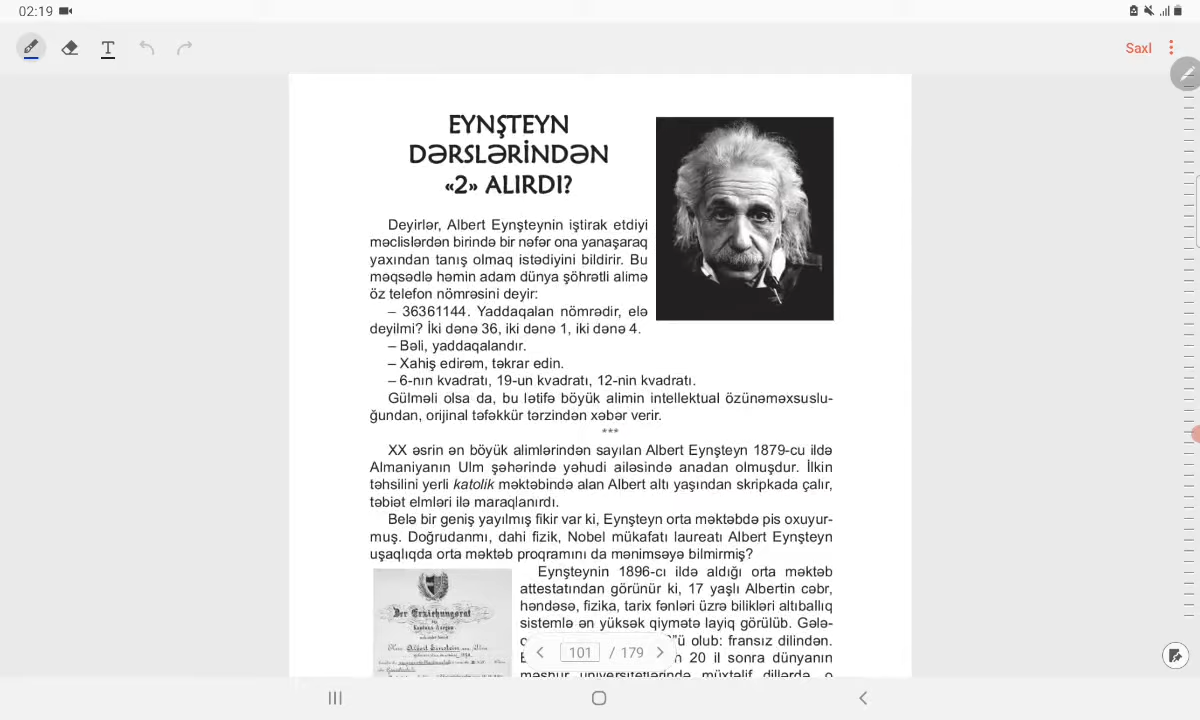 02:19
Saxl
EYNŞTEYN
DƏRSLƏRİNDƏN
«2» ALIRDI?
Deyirlər, Albert Eynşteynin iştirak etdiyi
məclislərdən birində bir nəfər ona yanaşaraq
yaxından tanış olmaq istədiyini bildirir. Bu
məqsədlə həmin adam dünya şöhrətli alimə
öz telefon nömrəsini deyir:
– 36361144. Yaddaqalan nömrədir, elə
deyilmi? İki dənə 36, iki dənə 1, iki dənə 4.
– Bəli, yaddaqalandır.
– Xahiş edirəm, təkrar edin.
– 6-nın kvadratı, 19-un kvadratı, 12-nin kvadratı.
Gülməli olsa da, bu lətifə böyük alimin intellektual özünəməxsuslu-
ğundan, orijinal təfəkkür tərzindən xəbər verir.
***
XX əsrin ən böyük alimlərindən sayılan Albert Eynşteyn 1879-cu ildə
Almaniyanın Ulm şəhərində yəhudi ailəsində anadan olmuşdur. İlkin
təhsilini yerli katolik məktəbində alan Albert altı yaşından skripkada çalır,
təbiət elmləri ilə maraqlanırdı.
Belə bir geniş yayılmış fikir var ki, Eynşteyn orta məktəbdə pis oxuyur-
muş. Doğrudanmı, dahi fizik, Nobel mükafatı laureatı Albert Eynşteyn
uşaqlıqda orta məktəb proqramını da mənimsəyə bilmirmiş?
Eynşteynin 1896-cı ildə aldığı orta məktəb
attestatından görünür ki, 17 yaşlı Albertin cəbr,
həndəsə, fizika, tarix fənləri üzrə bilikləri altıballıq
sistemlə ən yüksək qiymətə layiq görülüb. Gələ-
ü olub: fransız dilindən.
20 il sonra dünyanın
məşhur universitetlərində müxtəlif dillərdə, o
Der Erziehungsrat
Albert Einstein
101 / 179